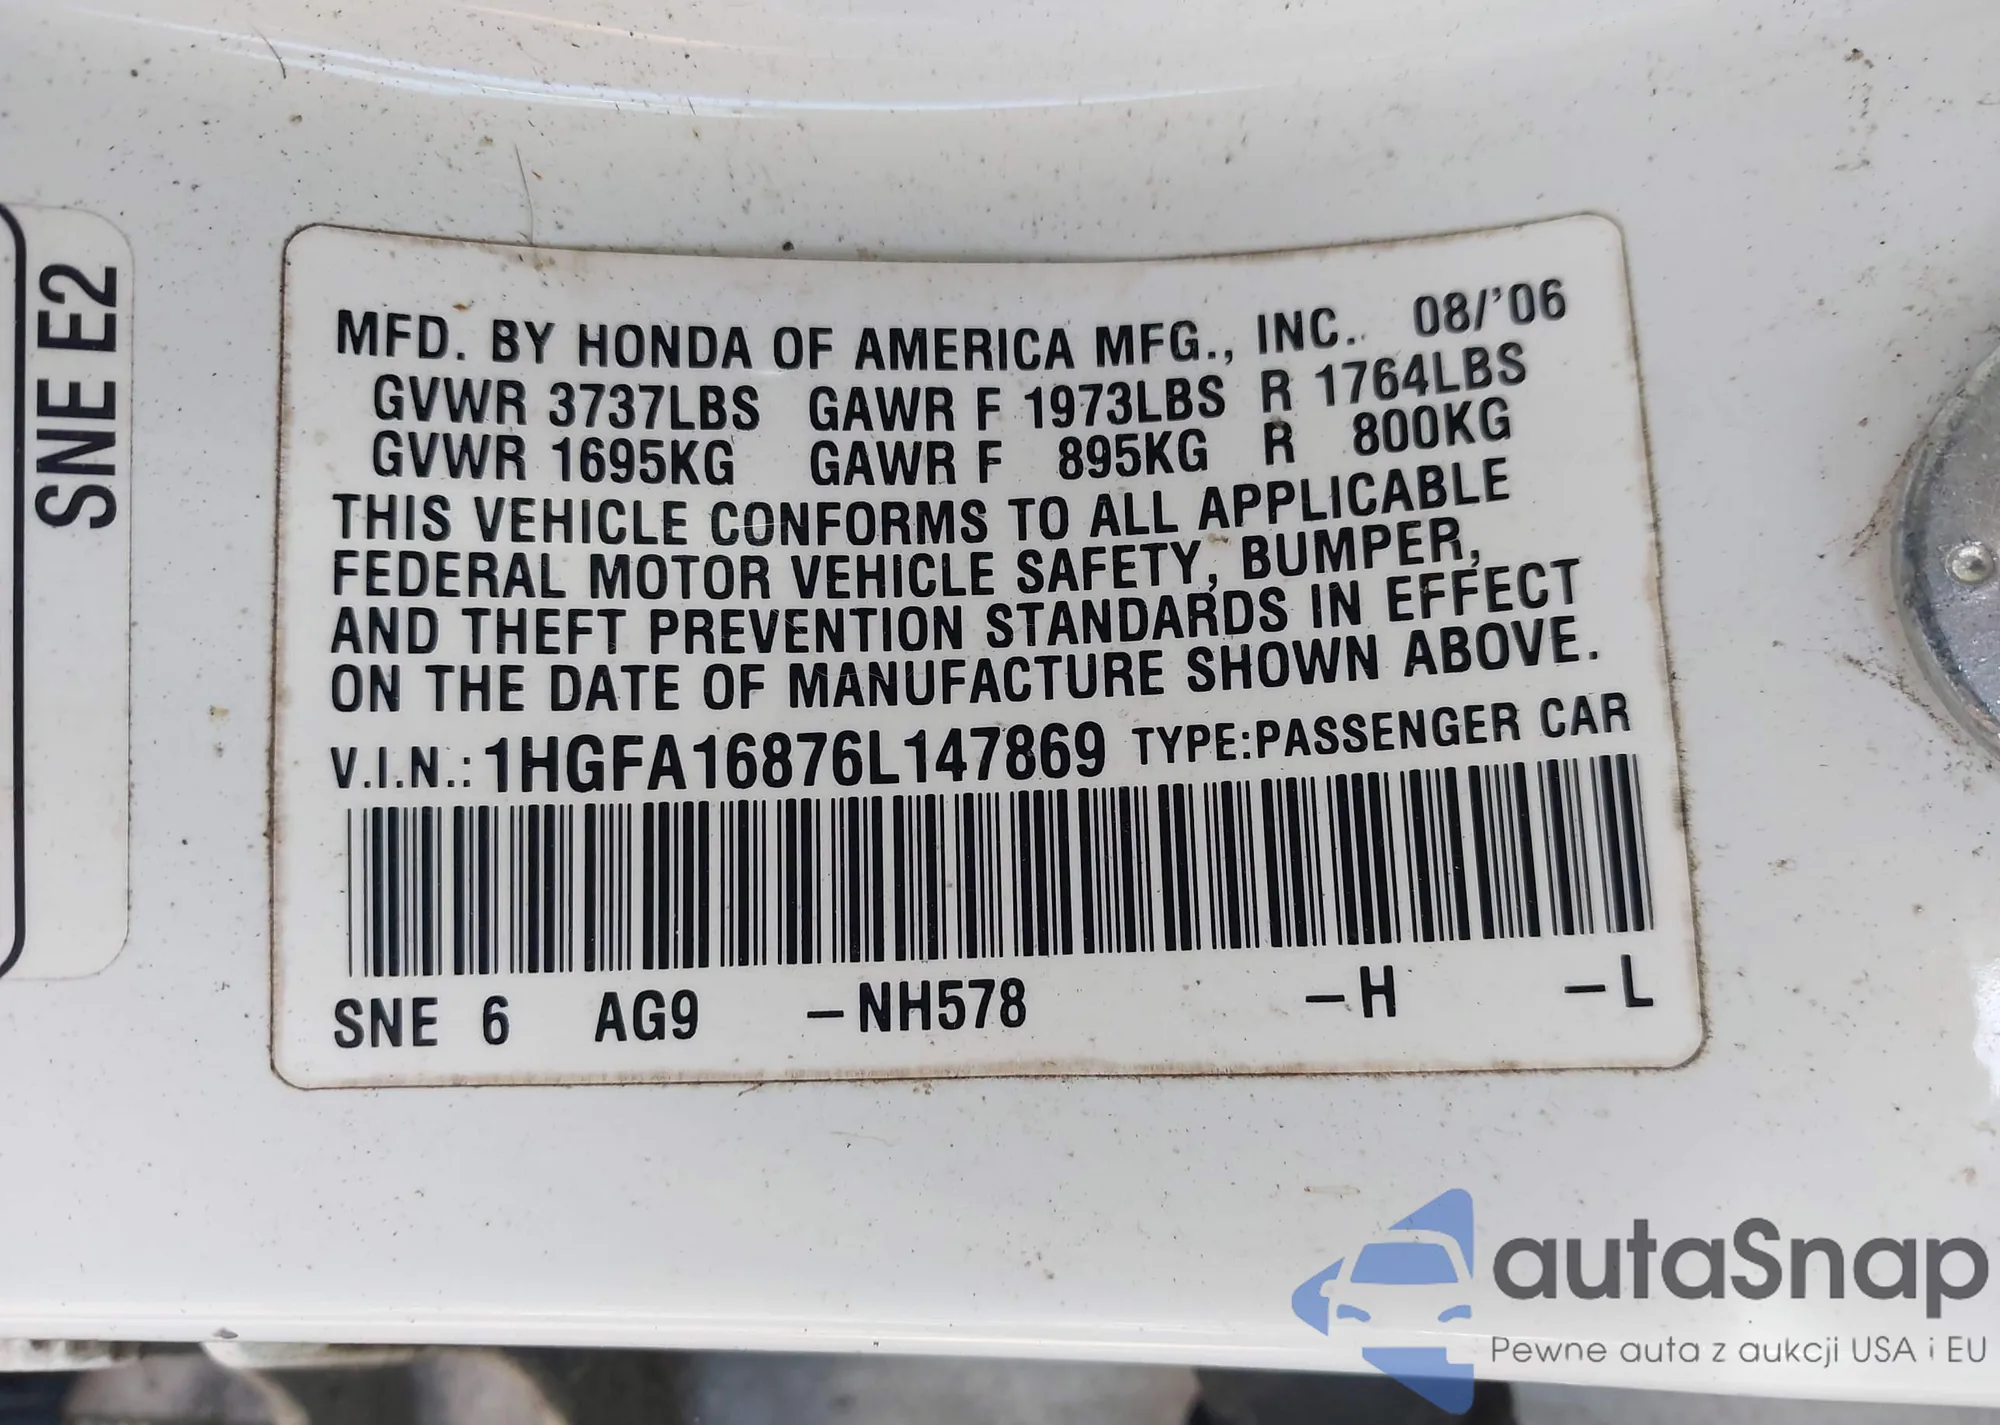 SNE E2
MFD. BY HONDA OF AMERICA MFG., INC.. 08/'06
GVWR 3737LBS GAWR F 1973LBS R 1764LBS
GVWR 1695KG GAWR F 895KG R 800KG
THIS VEHICLE CONFORMS TO ALL APPLICABLE
FEDERAL MOTOR VEHICLE SAFETY, BUMPER,
AND THEFT PREVENTION STANDARDS IN EFFECT
ON THE DATE OF MANUFACTURE SHOWN ABOVE.
V.I.N.: 1HGFA16876L147869 TYPE:PASSENGER CAR
SNE 6 AG9 –NH578 –H –L
autaSnap
Pewne auta z aukcji USA i EU